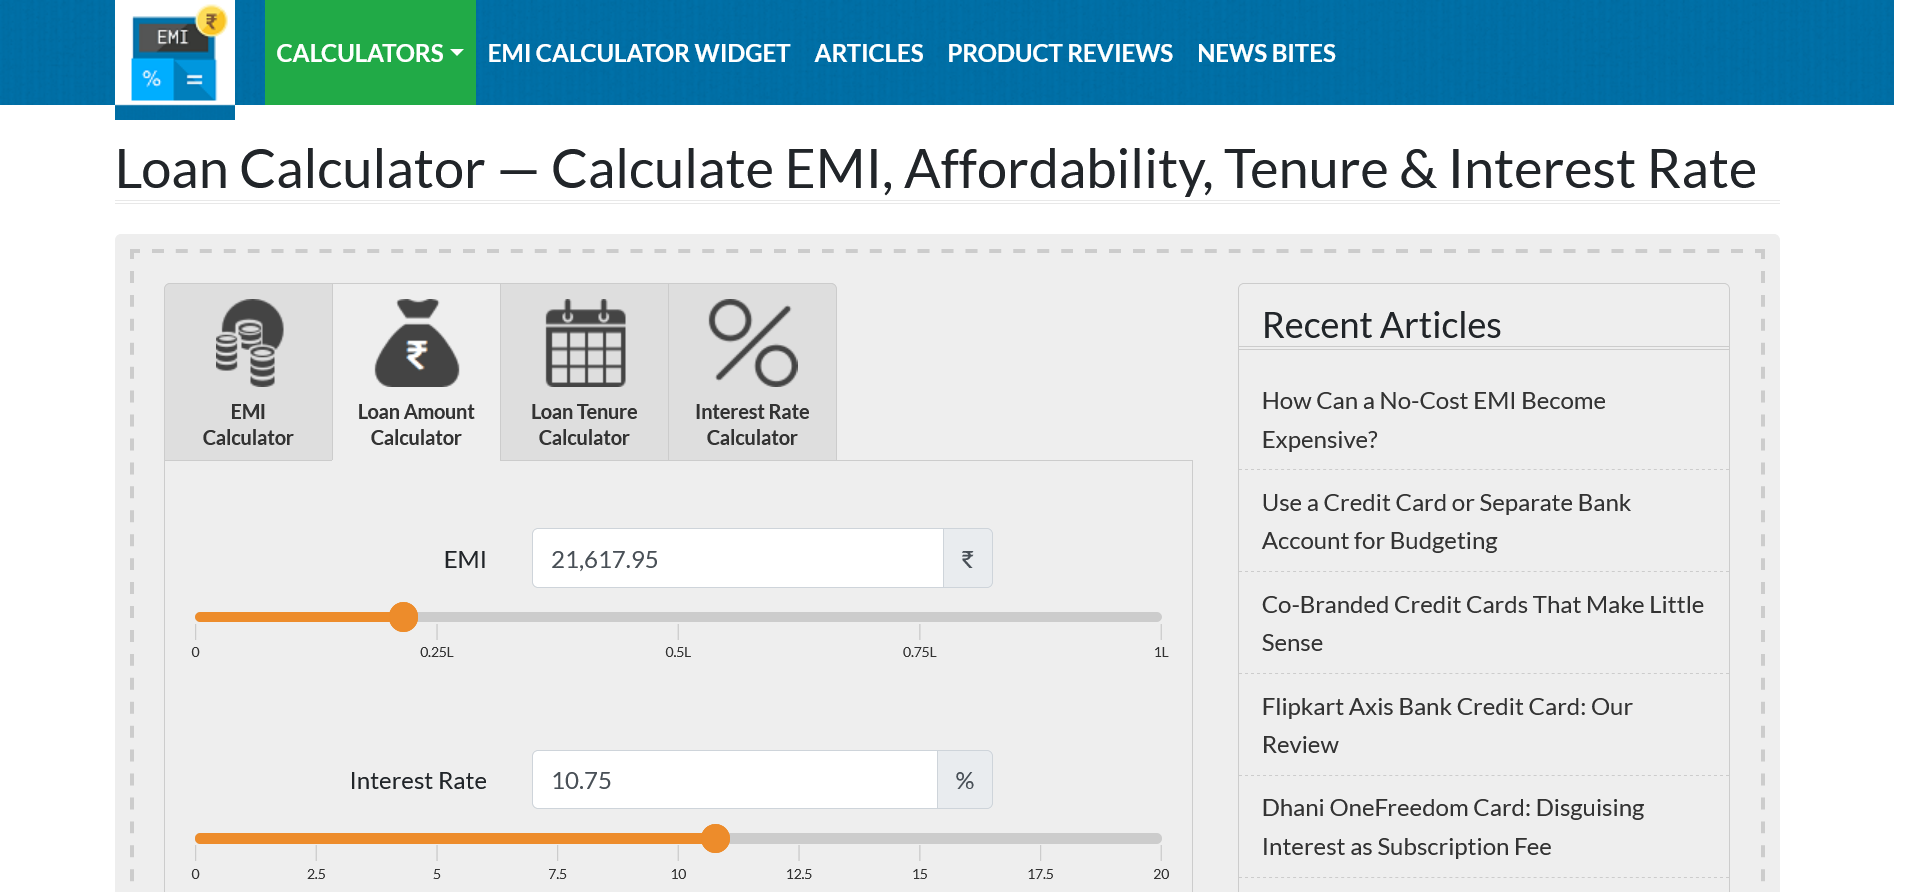 EMI
₹
%
=
CALCULATORS EMI CALCULATOR WIDGET ARTICLES PRODUCT REVIEWS NEWS BITES
Loan Calculator — Calculate EMI, Affordability, Tenure & Interest Rate
EMI
Calculator
₹
Loan Amount
Calculator
Loan Tenure
Calculator
%
Interest Rate
Calculator
EMI 21,617.95 ₹
0 0.25L 0.5L 0.75L 1L
Interest Rate 10.75 %
0 2.5 5 7.5 10 12.5 15 17.5 20
Recent Articles
How Can a No-Cost EMI Become
Expensive?
Use a Credit Card or Separate Bank
Account for Budgeting
Co-Branded Credit Cards That Make Little
Sense
Flipkart Axis Bank Credit Card: Our
Review
Dhani OneFreedom Card: Disguising
Interest as Subscription Fee